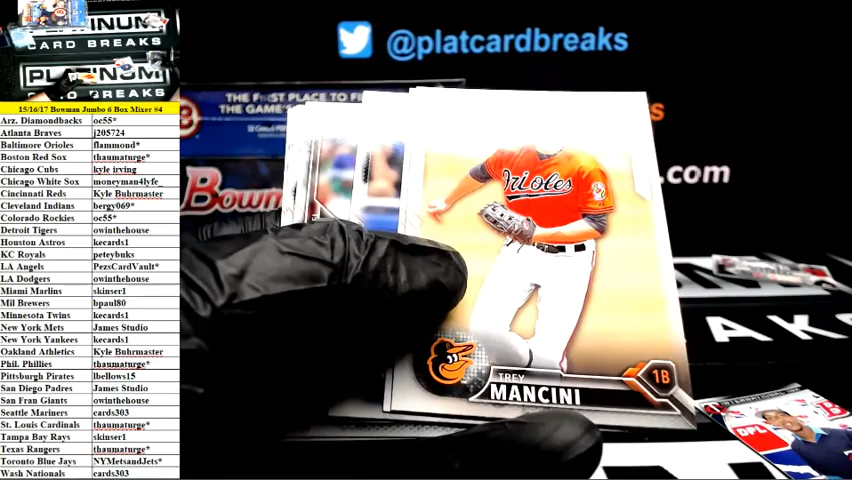 PLATINUM
CARD BREAKS
PLATINUM
15/16/17 Bowman Jumbo 6 Box Mixer #4
Arz. Diamondbacks oc55*
Atlanta Braves j205724
Baltimore Orioles flammond*
Boston Red Sox thaumaturge*
Chicago Cubs kyle irving
Chicago White Sox moneyman4lyfe_
Cincinnati Reds Kyle Buhrmaster
Cleveland Indians bergy069*
Colorado Rockies oc55*
Detroit Tigers owinthehouse
Houston Astros kecards1
KC Royals peteybuks
LA Angels PezsCardVault*
LA Dodgers owinthehouse
Miami Marlins skinser1
Mil Brewers bpaul80
Minnesota Twins kecards1
New York Mets James Studio
New York Yankees kecards1
Oakland Athletics Kyle Buhrmaster
Phil. Phillies thaumaturge*
Pittsburgh Pirates lbellows15
San Diego Padres James Studio
San Fran Giants owinthehouse
Seattle Mariners cards303
St. Louis Cardinals thaumaturge*
Tampa Bay Rays skinser1
Texas Rangers thaumaturge*
Toronto Blue Jays NYMetsandJets*
Wash Nationals cards303
@platcardbreaks
THE FIRST PLACE TO
THE GAME'S
Bowm
.com
Orioles
TREY
MANCINI
1B
AK